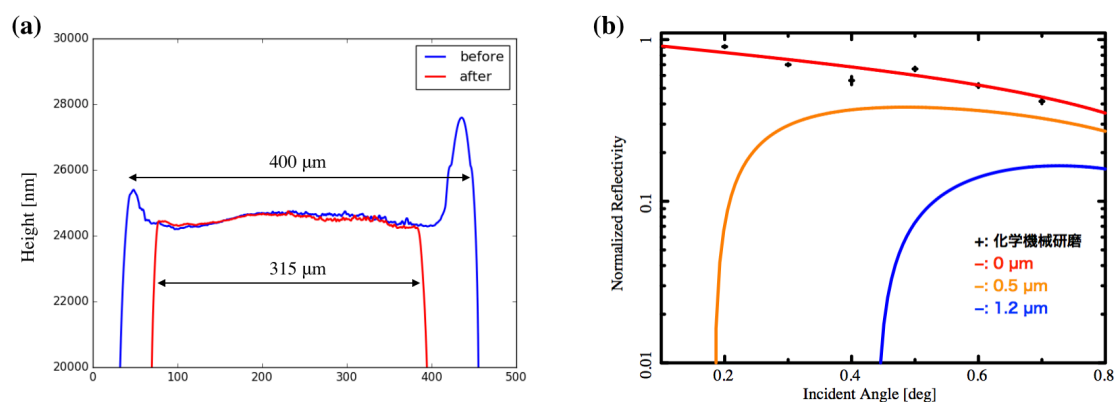 (a)
30000
28000
26000
24000
22000
20000
Height [nm]
before
after
400 μm
315 μm
0
100
200
300
400
500
(b)
1
0.1
0.01
Normalized Reflectivity
+: 化学機械研磨
–: 0 μm
–: 0.5 μm
–: 1.2 μm
0.2
0.4
0.6
0.8
Incident Angle [deg]